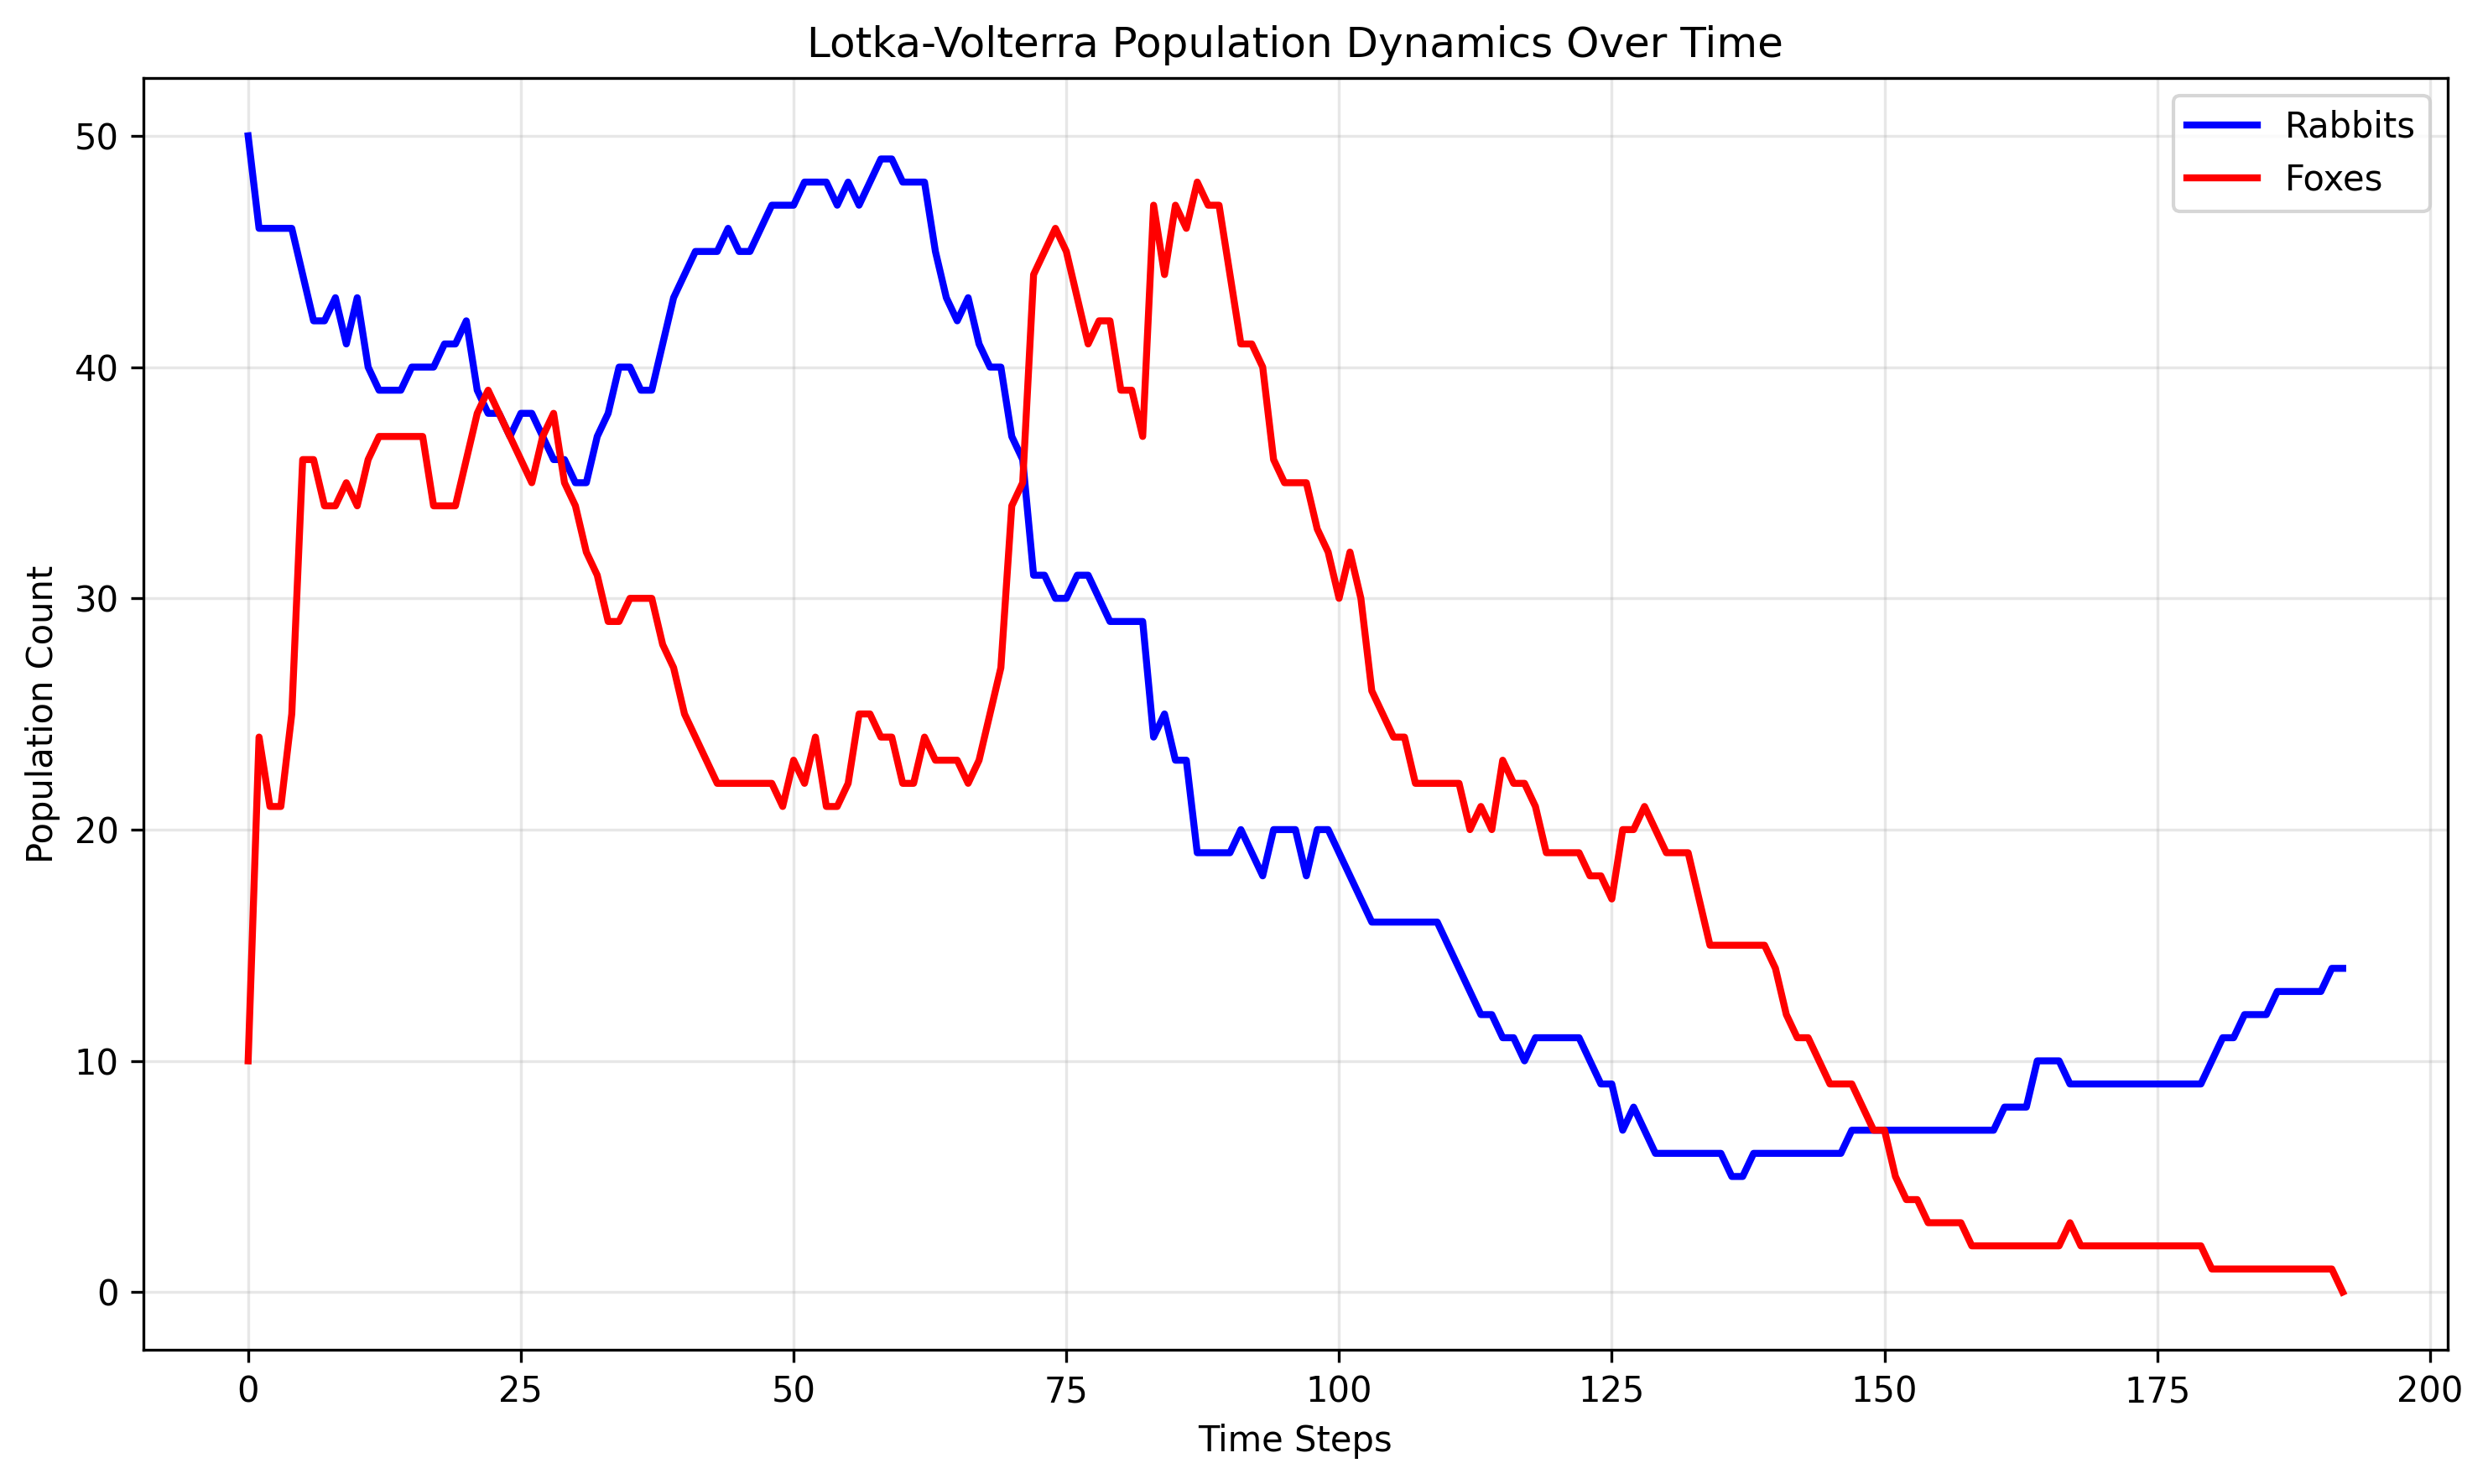 Lotka-Volterra Population Dynamics Over Time
Rabbits
Foxes
Population Count
50
40
30
20
10
0
0 25 50 75 100 125 150 175 200
Time Steps